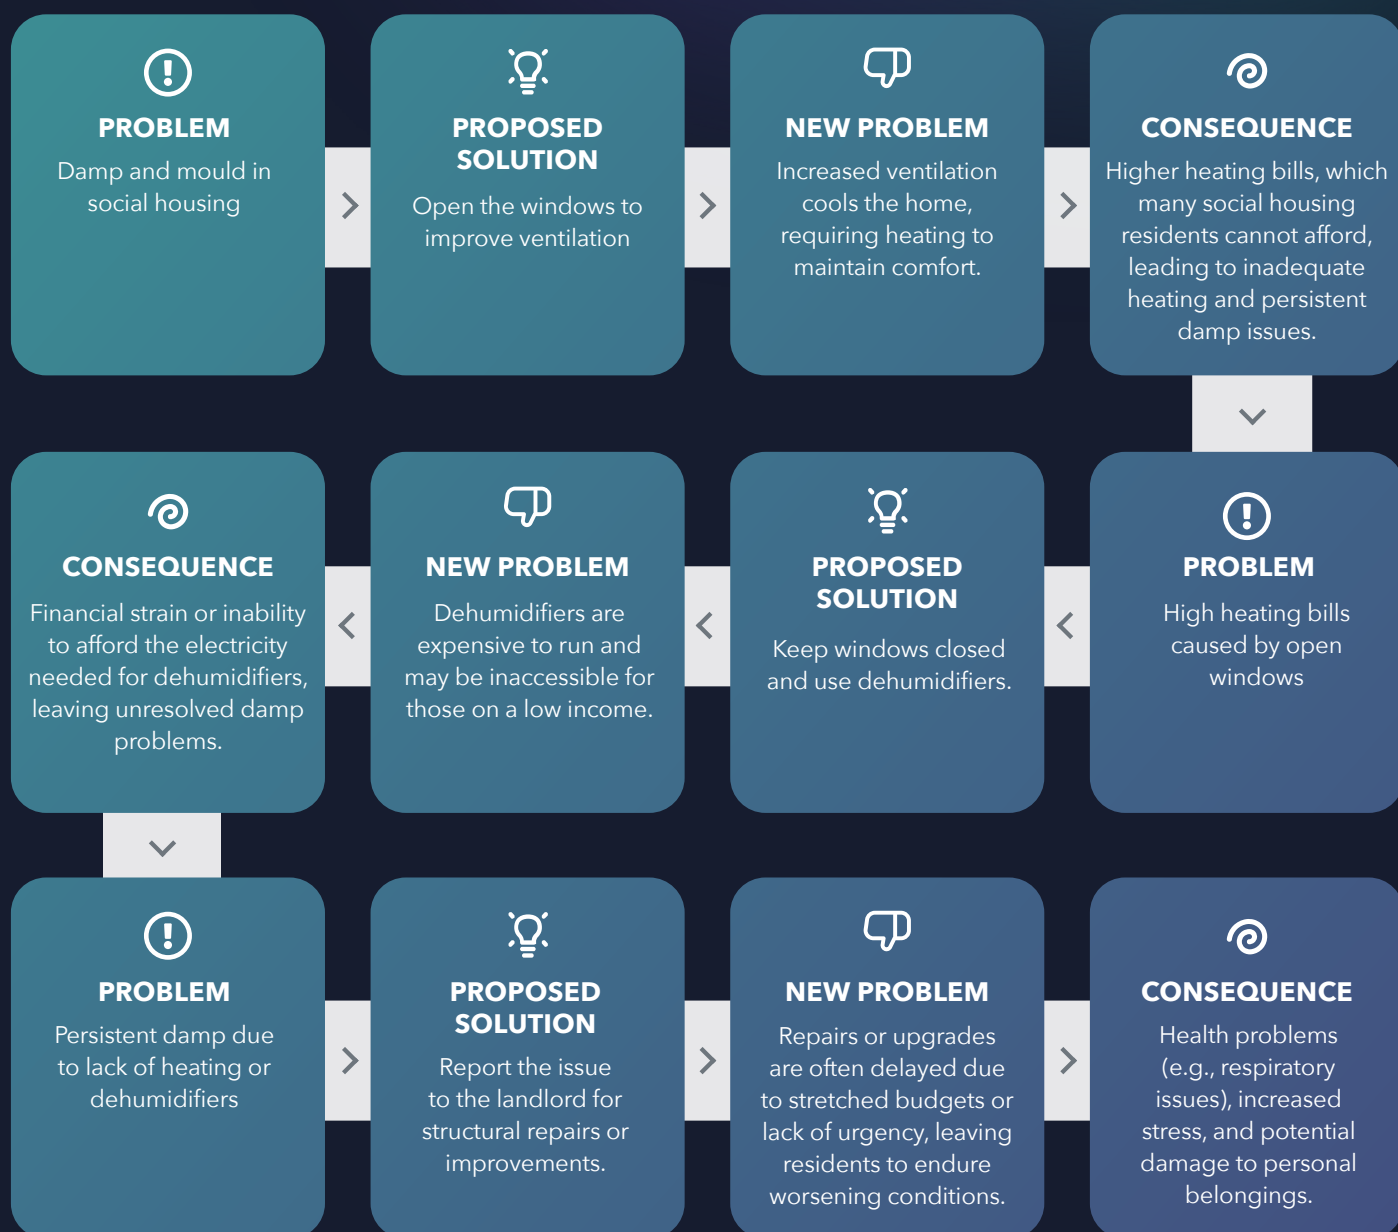 PROBLEM
Damp and mould in
social housing
PROPOSED
SOLUTION
Open the windows to
improve ventilation
NEW PROBLEM
Increased ventilation
cools the home,
requiring heating to
maintain comfort.
CONSEQUENCE
Higher heating bills, which
many social housing
residents cannot afford,
leading to inadequate
heating and persistent
damp issues.
PROBLEM
High heating bills
caused by open
windows
PROPOSED
SOLUTION
Keep windows closed
and use dehumidifiers.
NEW PROBLEM
Dehumidifiers are
expensive to run and
may be inaccessible for
those on a low income.
CONSEQUENCE
Financial strain or inability
to afford the electricity
needed for dehumidifiers,
leaving unresolved damp
problems.
PROBLEM
Persistent damp due
to lack of heating or
dehumidifiers
PROPOSED
SOLUTION
Report the issue
to the landlord for
structural repairs or
improvements.
NEW PROBLEM
Repairs or upgrades
are often delayed due
to stretched budgets or
lack of urgency, leaving
residents to endure
worsening conditions.
CONSEQUENCE
Health problems
(e.g., respiratory
issues), increased
stress, and potential
damage to personal
belongings.